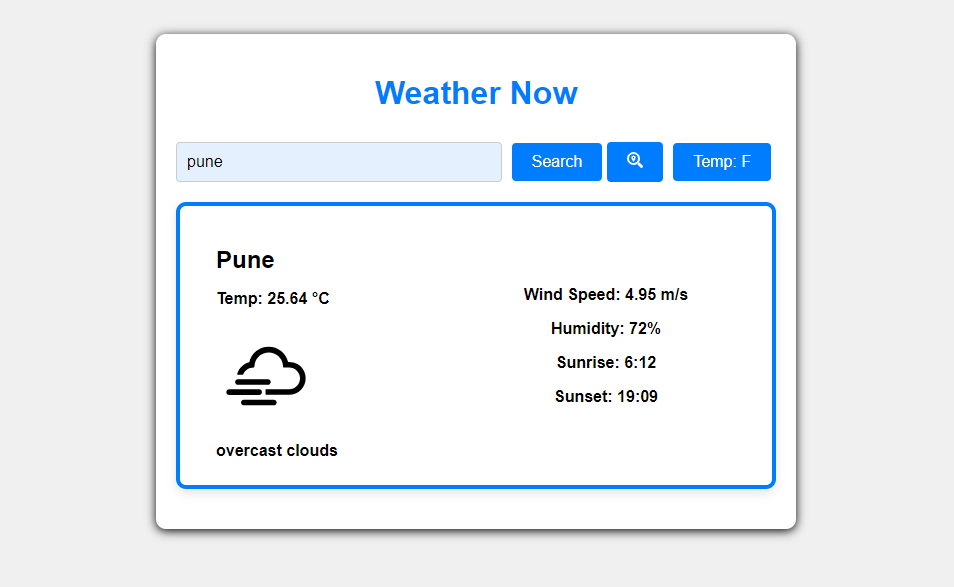 Weather Now
pune
Search
Temp: F
Pune
Temp: 25.64 °C
overcast clouds
Wind Speed: 4.95 m/s
Humidity: 72%
Sunrise: 6:12
Sunset: 19:09